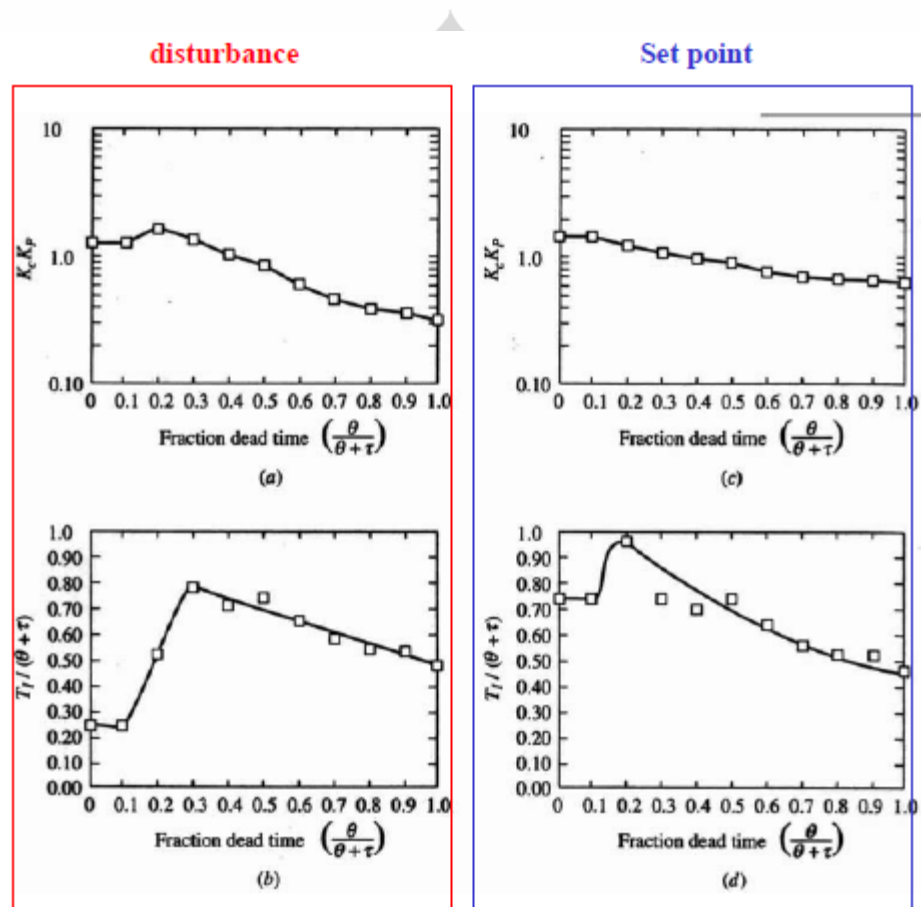 disturbance
Set point
10
K_c K_P
1.0
0.10
0 0.1 0.2 0.3 0.4 0.5 0.6 0.7 0.8 0.9 1.0
Fraction dead time (θ/(θ + τ))
(a)
10
K_c K_P
1.0
0.10
0 0.1 0.2 0.3 0.4 0.5 0.6 0.7 0.8 0.9 1.0
Fraction dead time (θ/(θ + τ))
(c)
1.0
0.90
0.80
0.70
0.60
0.50
0.40
0.30
0.20
0.10
0.00
T_I / (θ + τ)
0 0.1 0.2 0.3 0.4 0.5 0.6 0.7 0.8 0.9 1.0
Fraction dead time (θ/(θ + τ))
(b)
1.0
0.90
0.80
0.70
0.60
0.50
0.40
0.30
0.20
0.10
0.00
T_I / (θ + τ)
0 0.1 0.2 0.3 0.4 0.5 0.6 0.7 0.8 0.9 1.0
Fraction dead time (θ/(θ + τ))
(d)